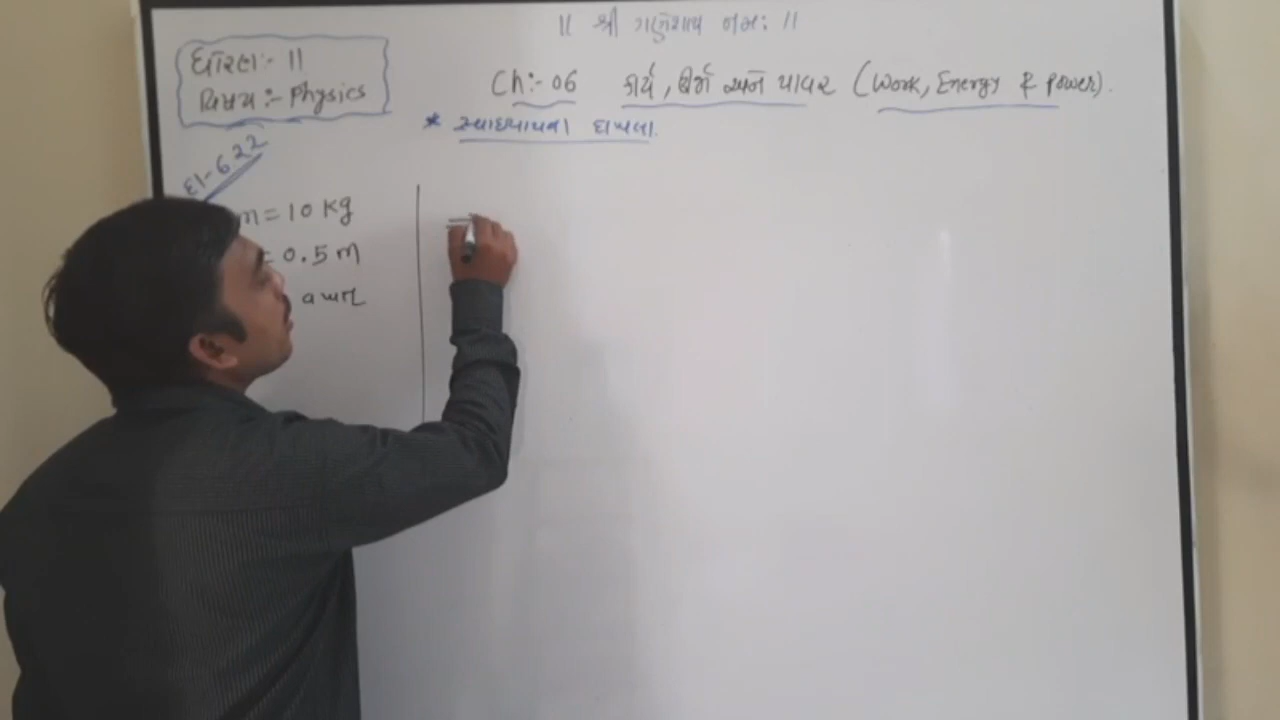 || શ્રી ગણેશાય નમઃ ||
ધોરણ:- 11
વિષય:- Physics
Ch:- 06 કાર્ય, ઊર્જા અને પાવર (Work, Energy & Power).
* સ્વાધ્યાયના દાખલા.
દા-6.22
m = 10 kg
= 0.5 m